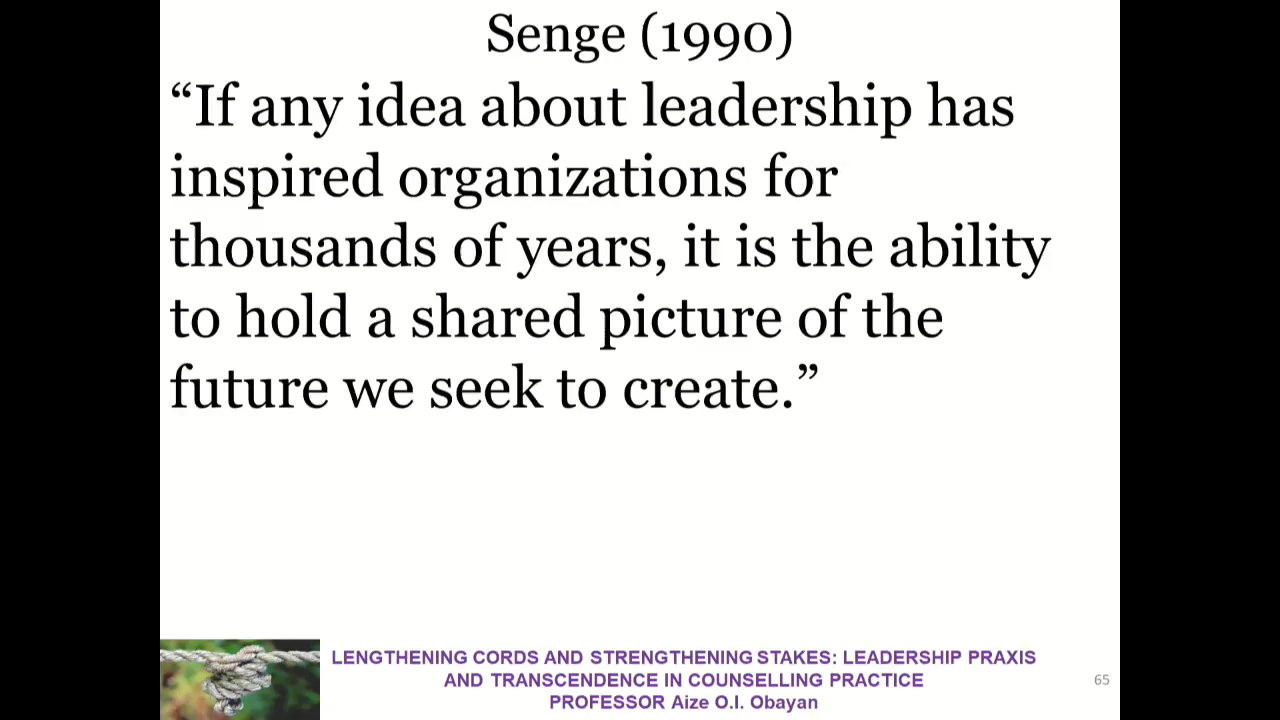 Senge (1990)
“If any idea about leadership has
inspired organizations for
thousands of years, it is the ability
to hold a shared picture of the
future we seek to create.”
LENGTHENING CORDS AND STRENGTHENING STAKES: LEADERSHIP PRAXIS
AND TRANSCENDENCE IN COUNSELLING PRACTICE
PROFESSOR Aize O.I. Obayan
65